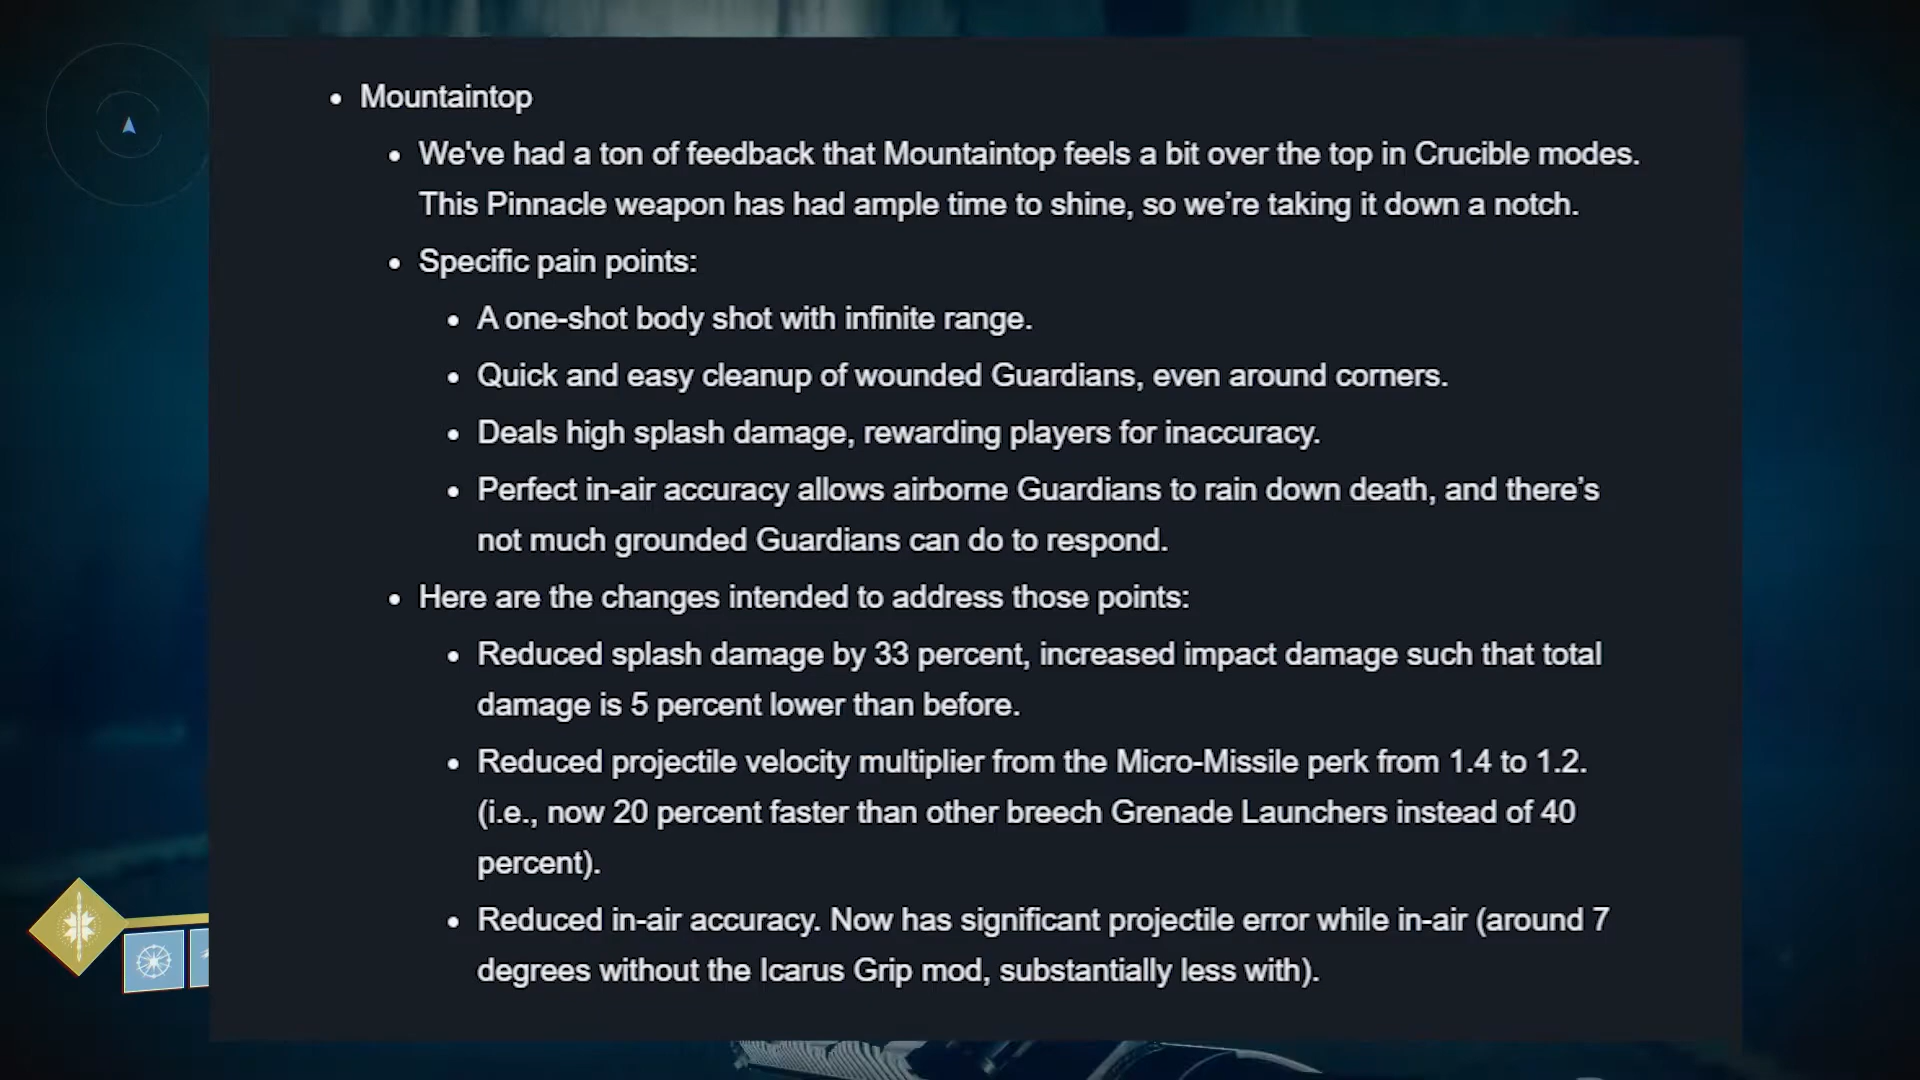 Mountaintop
We've had a ton of feedback that Mountaintop feels a bit over the top in Crucible modes.
This Pinnacle weapon has had ample time to shine, so we’re taking it down a notch.
Specific pain points:
A one-shot body shot with infinite range.
Quick and easy cleanup of wounded Guardians, even around corners.
Deals high splash damage, rewarding players for inaccuracy.
Perfect in-air accuracy allows airborne Guardians to rain down death, and there’s
not much grounded Guardians can do to respond.
Here are the changes intended to address those points:
Reduced splash damage by 33 percent, increased impact damage such that total
damage is 5 percent lower than before.
Reduced projectile velocity multiplier from the Micro-Missile perk from 1.4 to 1.2.
(i.e., now 20 percent faster than other breech Grenade Launchers instead of 40
percent).
Reduced in-air accuracy. Now has significant projectile error while in-air (around 7
degrees without the Icarus Grip mod, substantially less with).